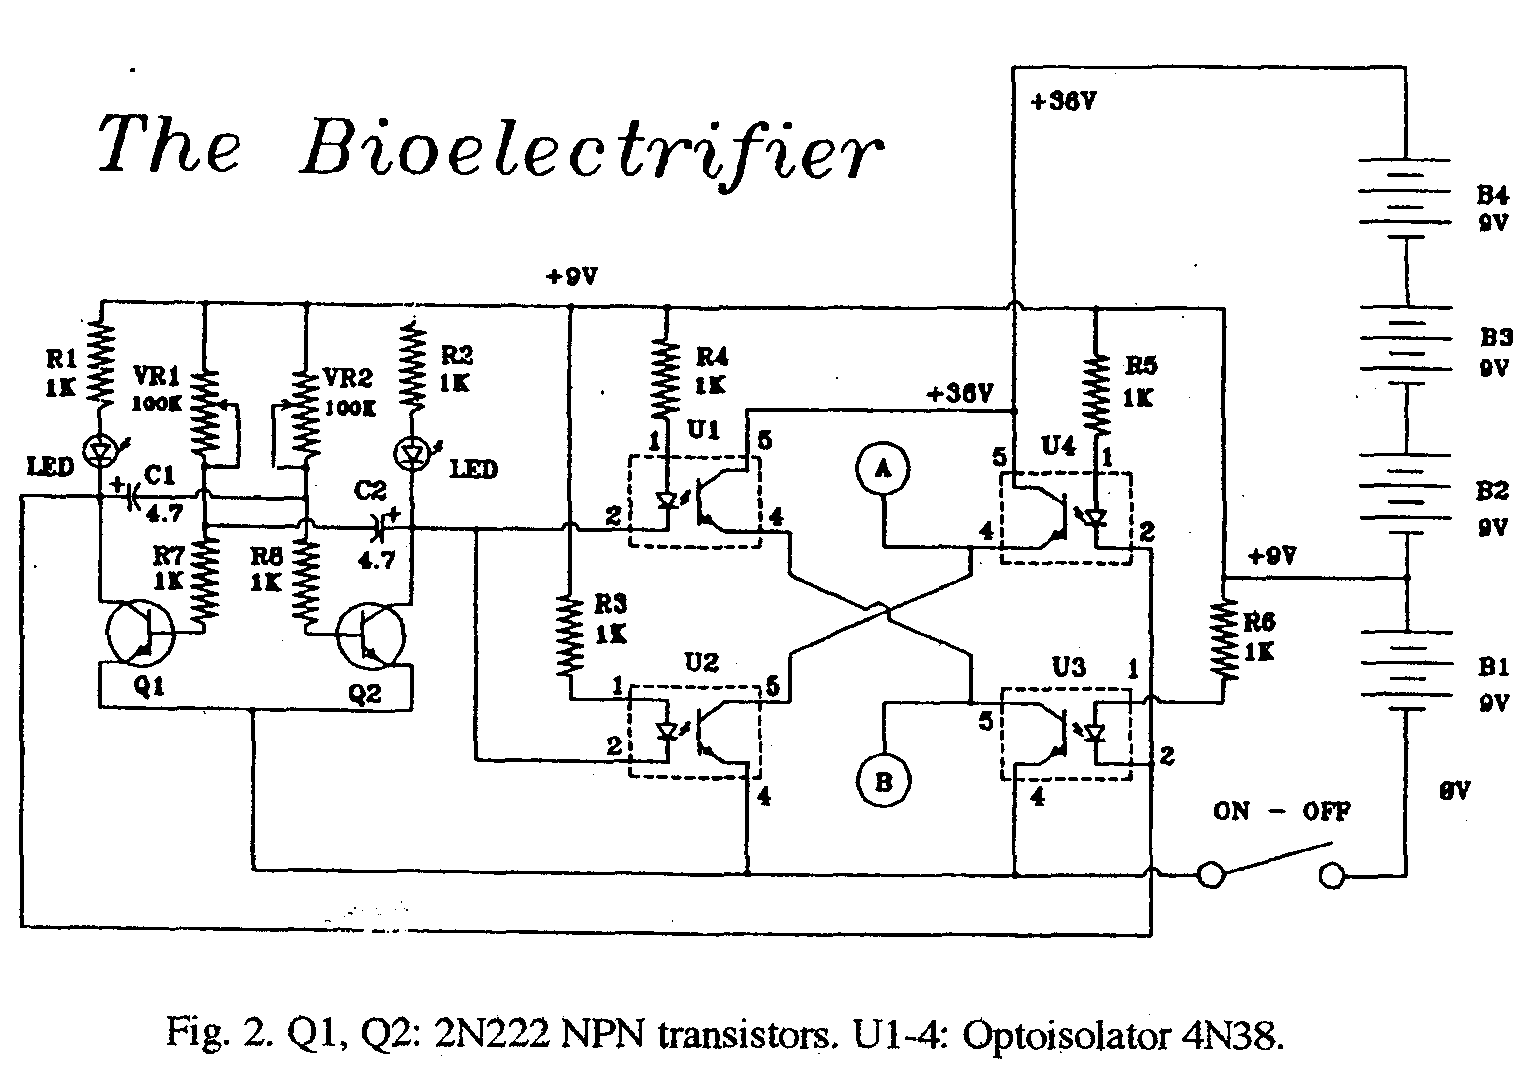 The Bioelectrifier
+36V
B4
9V
+9V
B3
9V
R1
1K
VR1
100K
VR2
100K
R2
1K
R4
1K
+36V
R5
1K
LED
C1
+
4.7
C2
+
4.7
LED
U1
1
5
2
4
A
U4
5
1
4
2
B2
9V
+9V
R7
1K
R8
1K
R3
1K
R6
1K
Q1
Q2
U2
1
5
2
4
B
U3
1
5
2
4
B1
9V
0V
ON - OFF
Fig. 2. Q1, Q2: 2N222 NPN transistors. U1-4: Optoisolator 4N38.